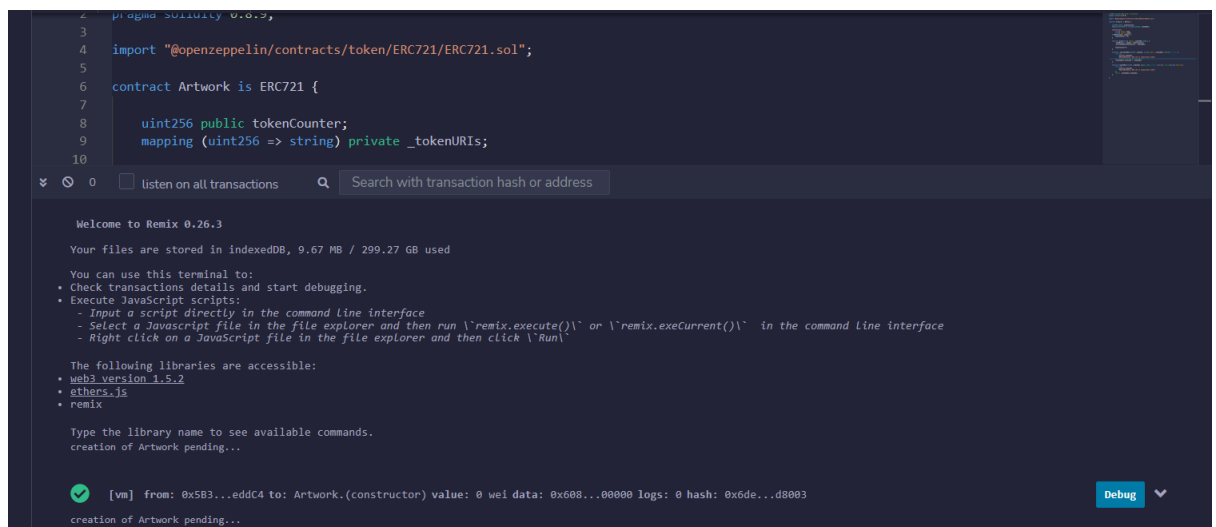 2 pragma solidity 0.8.9;
3
4 import "@openzeppelin/contracts/token/ERC721/ERC721.sol";
5
6 contract Artwork is ERC721 {
7
8 uint256 public tokenCounter;
9 mapping (uint256 => string) private _tokenURIs;
10
0 listen on all transactions Search with transaction hash or address
Welcome to Remix 0.26.3
Your files are stored in indexedDB, 9.67 MB / 299.27 GB used
You can use this terminal to:
• Check transactions details and start debugging.
• Execute JavaScript scripts:
- Input a script directly in the command line interface
- Select a Javascript file in the file explorer and then run \`remix.execute()\` or \`remix.exeCurrent()\` in the command line interface
- Right click on a JavaScript file in the file explorer and then click \`Run\`
The following libraries are accessible:
• web3 version 1.5.2
• ethers.js
• remix
Type the library name to see available commands.
creation of Artwork pending...
[vm] from: 0x5B3...eddC4 to: Artwork.(constructor) value: 0 wei data: 0x608...00000 logs: 0 hash: 0x6de...d8003 Debug
creation of Artwork pending...